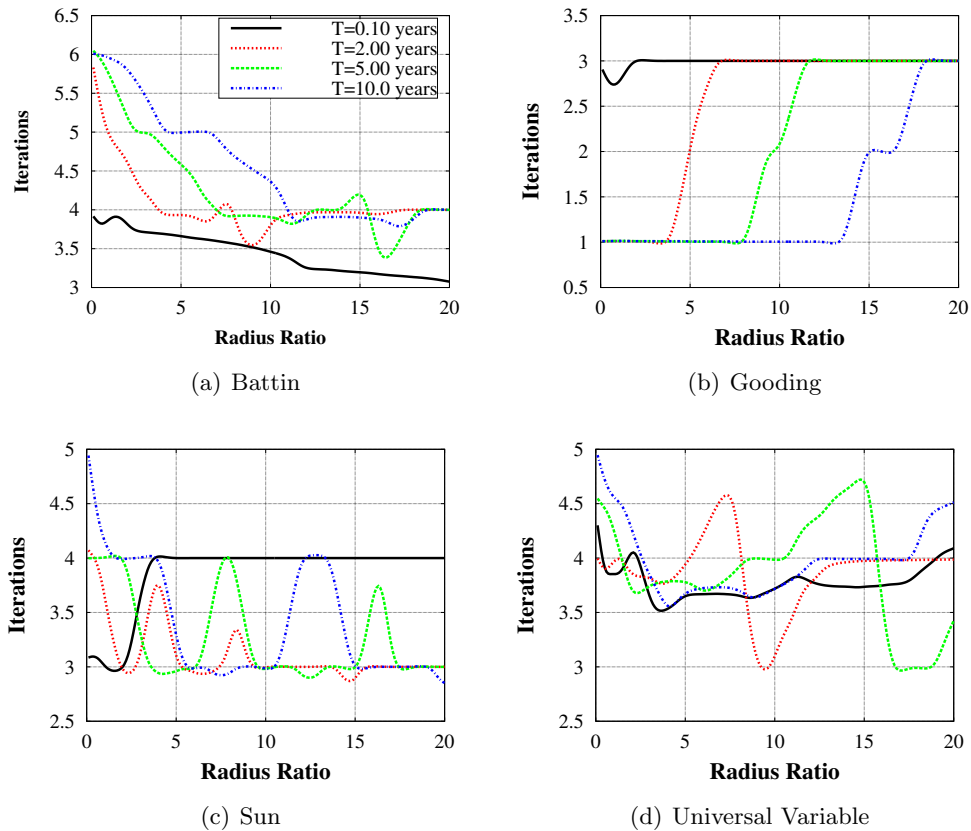 6.5
6
5.5
5
4.5
4
3.5
3
0 5 10 15 20
Iterations
Radius Ratio
T=0.10 years
T=2.00 years
T=5.00 years
T=10.0 years
(a) Battin
3.5
3
2.5
2
1.5
1
0.5
0 5 10 15 20
Iterations
Radius Ratio
(b) Gooding
5
4.5
4
3.5
3
2.5
0 5 10 15 20
Iterations
Radius Ratio
(c) Sun
5
4.5
4
3.5
3
2.5
0 5 10 15 20
Iterations
Radius Ratio
(d) Universal Variable